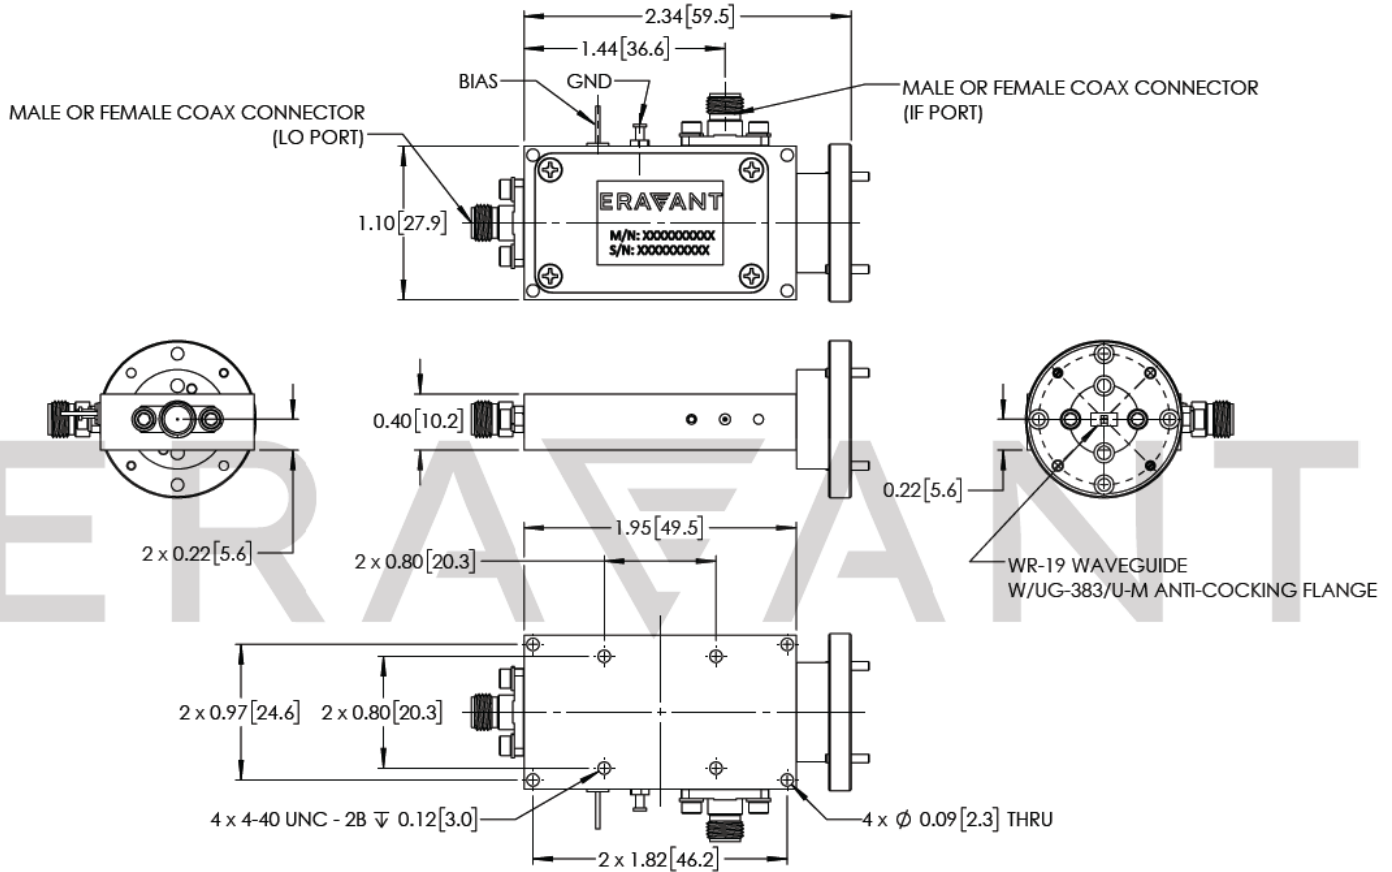 2.34[59.5]
1.44[36.6]
BIAS
GND
MALE OR FEMALE COAX CONNECTOR
(LO PORT)
MALE OR FEMALE COAX CONNECTOR
(IF PORT)
1.10[27.9]
ERAVANT
M/N: XXXXXXXXXX
S/N: XXXXXXXXXX
0.40[10.2]
2 x 0.22[5.6]
0.22[5.6]
ERAVANT
WR-19 WAVEGUIDE
W/UG-383/U-M ANTI-COCKING FLANGE
1.95[49.5]
2 x 0.80[20.3]
2 x 0.97[24.6]
2 x 0.80[20.3]
4 x 4-40 UNC - 2B ↧ 0.12[3.0]
4 x ∅ 0.09[2.3] THRU
2 x 1.82[46.2]